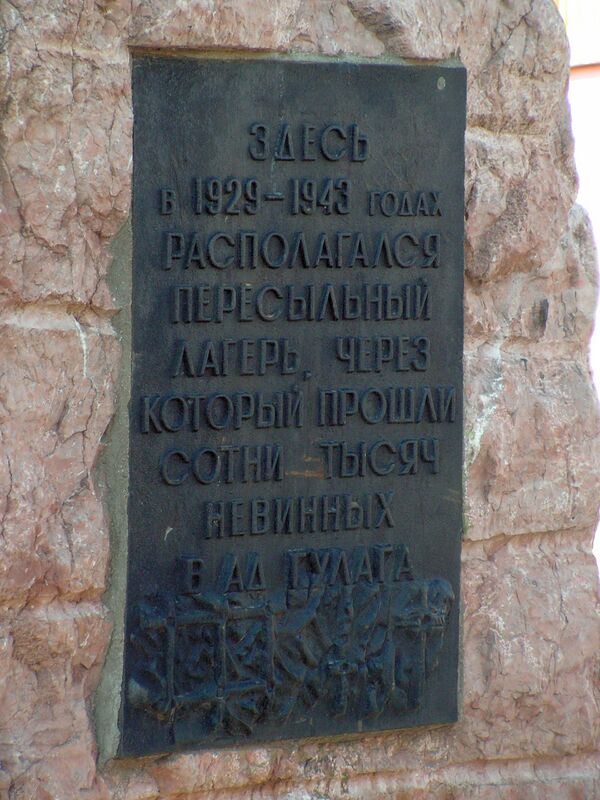 ЗДЕСЬ
В 1929-1943 ГОДАХ
РАСПОЛАГАЛСЯ
ПЕРЕСЫЛЬНЫЙ
ЛАГЕРЬ, ЧЕРЕЗ
КОТОРЫЙ ПРОШЛИ
СОТНИ ТЫСЯЧ
НЕВИННЫХ
В АД ГУЛАГА